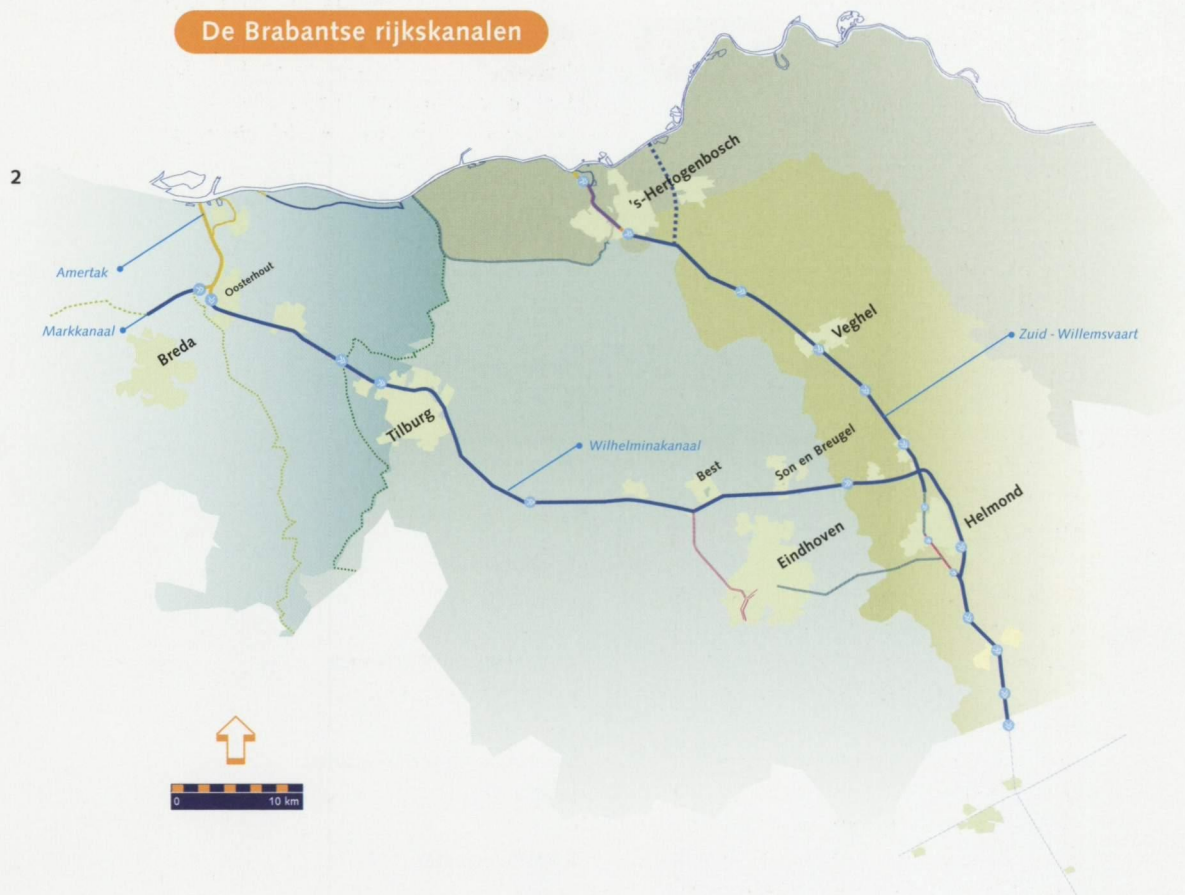 De Brabantse rijkskanalen
2
's-Hertogenbosch
Amertak
Oosterhout
Markkanaal
Breda
Veghel
Zuid - Willemsvaart
Tilburg
Wilhelminakanaal
Best
Son en Breugel
Helmond
Eindhoven
0 10 km